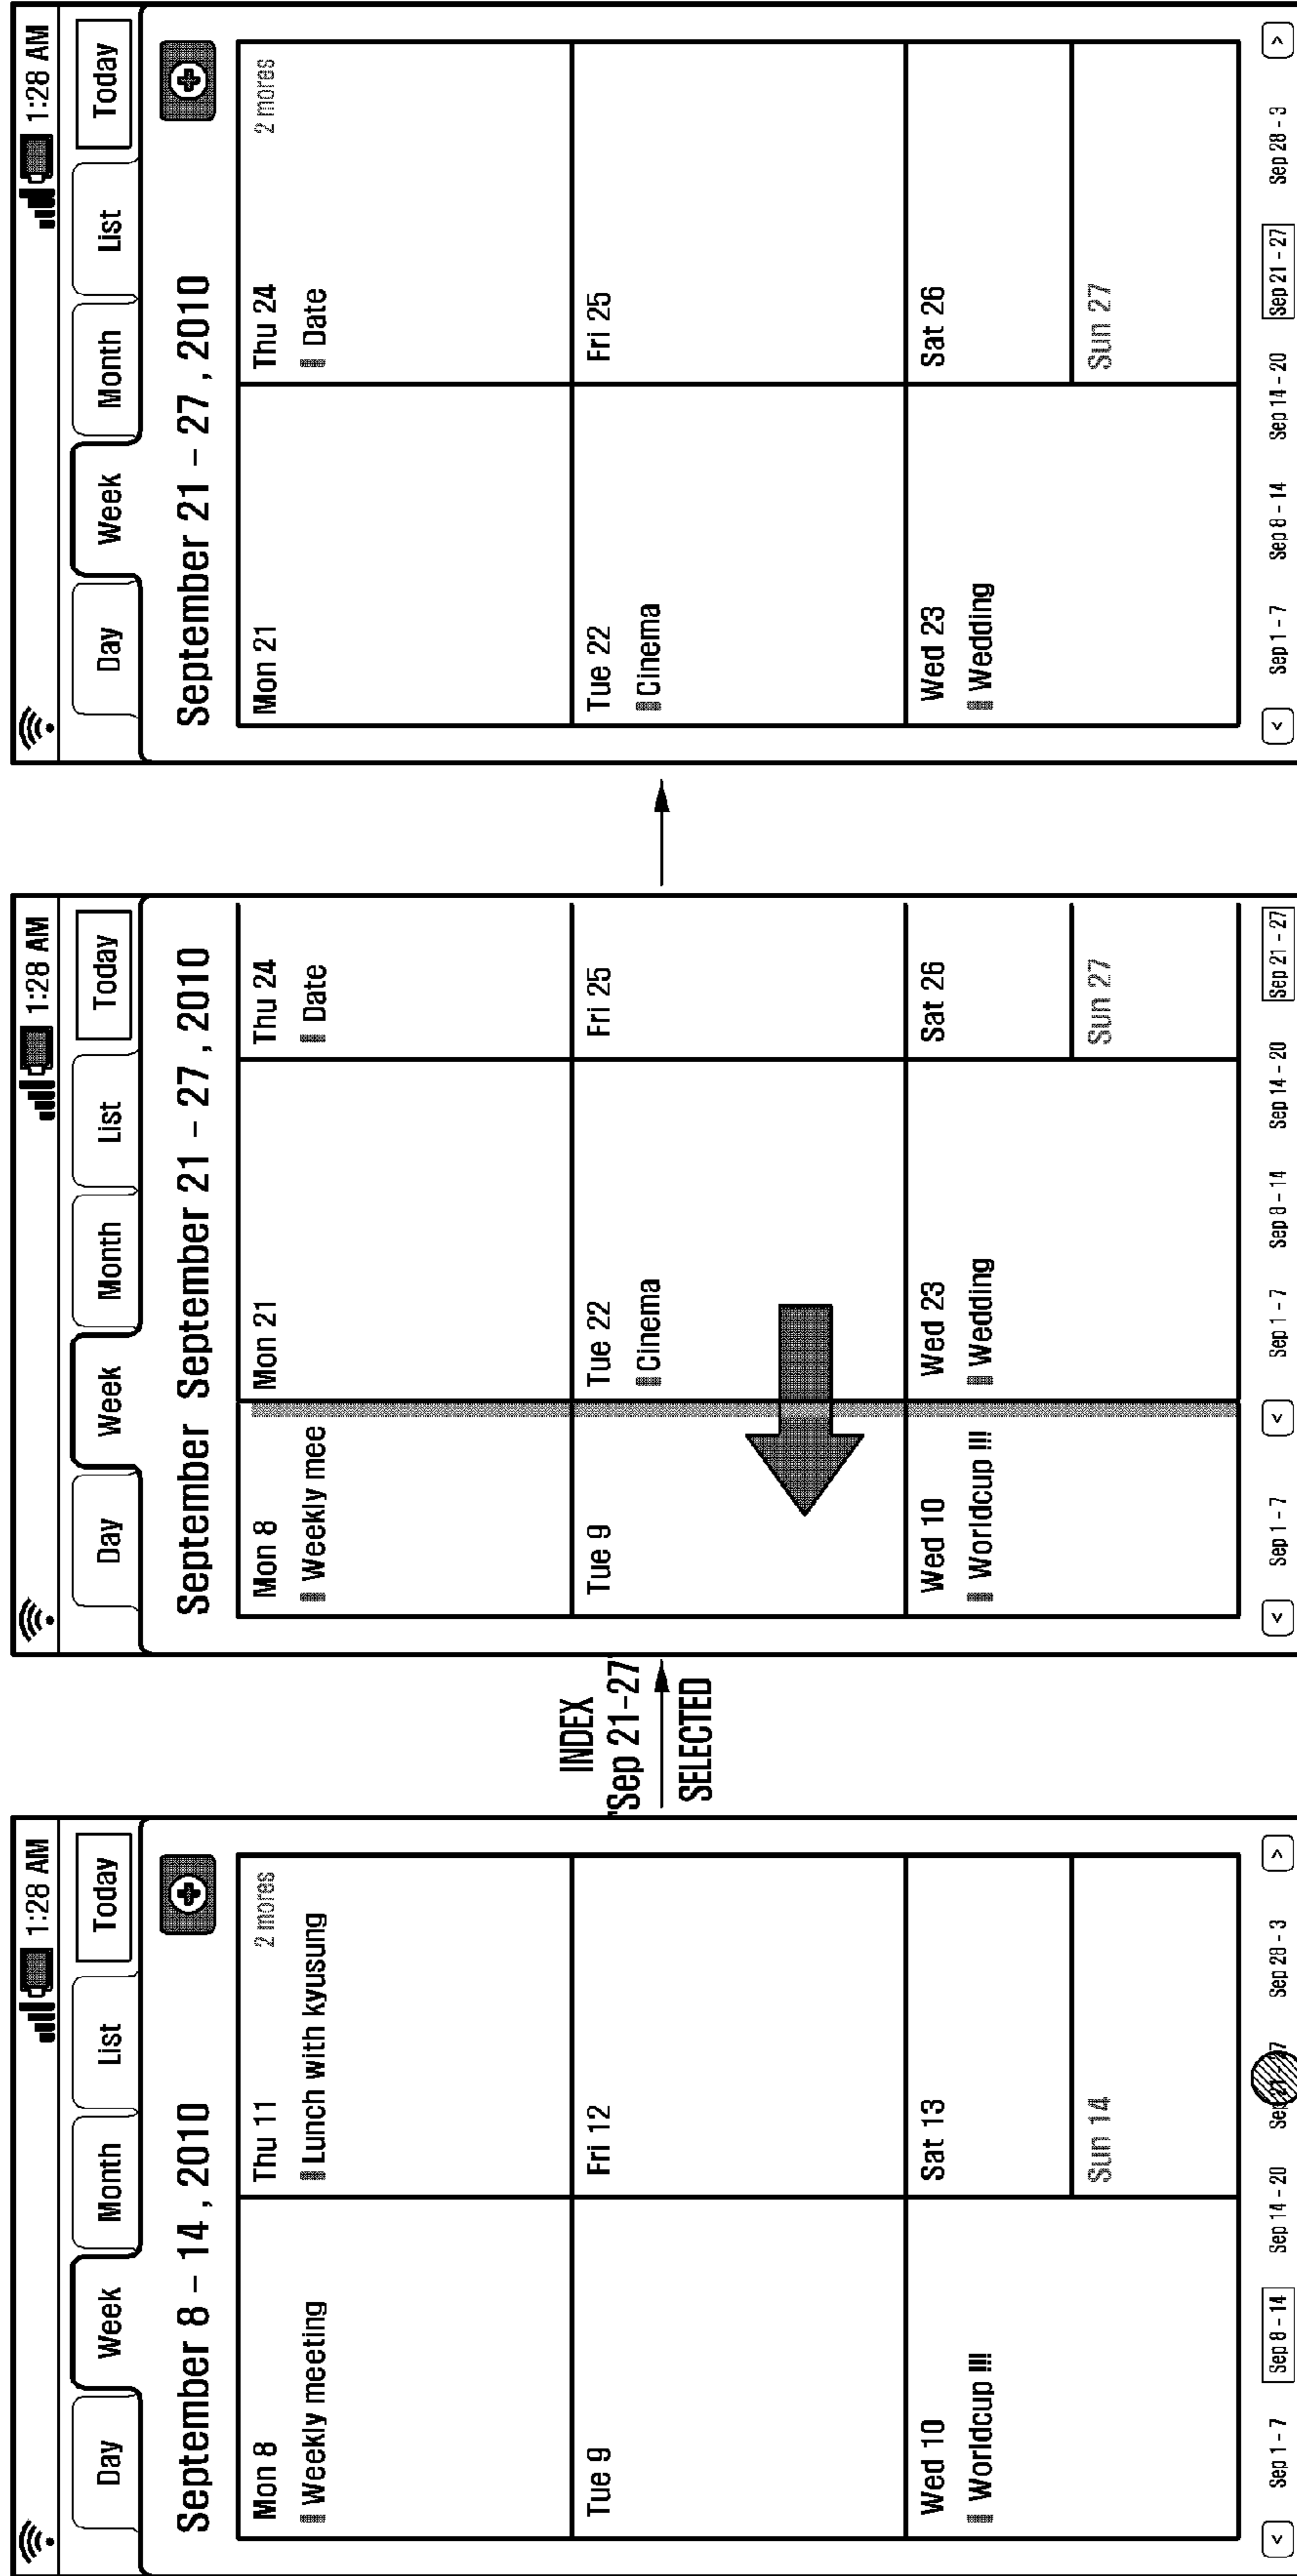 1:28 AM
Day Week Month List Today
September 8 - 14, 2010
Mon 8
Weekly meeting
Thu 11
2 mores
Lunch with kyusung
Tue 9
Fri 12
Wed 10
Worldcup !!!
Sat 13
Sun 14
< Sep 1 - 7 Sep 8 - 14 Sep 14 - 20 Sep 21 - 27 Sep 28 - 3 >
INDEX
'Sep 21-27'
SELECTED
1:28 AM
Day Week Month List Today
September September 21 - 27, 2010
Mon 8
Weekly mee
Mon 21
Thu 24
Date
Tue 9
Tue 22
Cinema
Fri 25
Wed 10
Worldcup !!!
Wed 23
Wedding
Sat 26
Sun 27
< Sep 1 - 7 < Sep 1 - 7 Sep 8 - 14 Sep 14 - 20 Sep 21 - 27
1:28 AM
Day Week Month List Today
September 21 - 27, 2010
Mon 21
Thu 24
2 mores
Date
Tue 22
Cinema
Fri 25
Wed 23
Wedding
Sat 26
Sun 27
< Sep 1 - 7 Sep 8 - 14 Sep 14 - 20 Sep 21 - 27 Sep 28 - 3 >